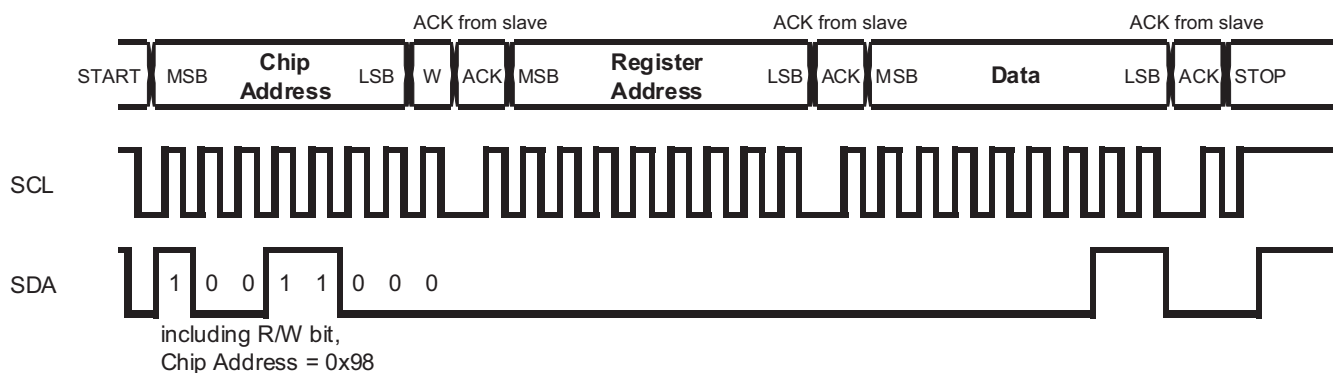 ACK from slave ACK from slave ACK from slave
START MSB Chip Address LSB W ACK MSB Register Address LSB ACK MSB Data LSB ACK STOP
SCL
SDA 1 0 0 1 1 0 0 0
including R/W bit,
Chip Address = 0x98